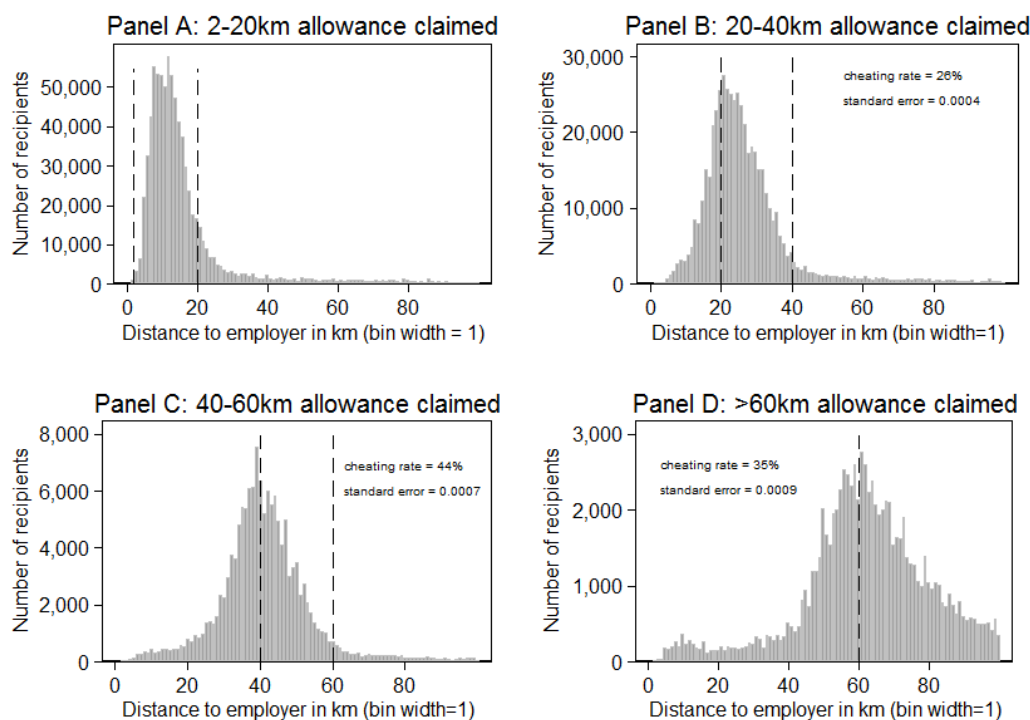 Panel A: 2-20km allowance claimed
Number of recipients
50,000
40,000
30,000
20,000
10,000
0
0 20 40 60 80
Distance to employer in km (bin width = 1)
Panel B: 20-40km allowance claimed
cheating rate = 26%
standard error = 0.0004
Number of recipients
30,000
20,000
10,000
0
0 20 40 60 80
Distance to employer in km (bin width=1)
Panel C: 40-60km allowance claimed
cheating rate = 44%
standard error = 0.0007
Number of recipients
8,000
6,000
4,000
2,000
0
0 20 40 60 80
Distance to employer in km (bin width=1)
Panel D: >60km allowance claimed
cheating rate = 35%
standard error = 0.0009
Number of recipients
3,000
2,000
1,000
0
0 20 40 60 80
Distance to employer in km (bin width=1)